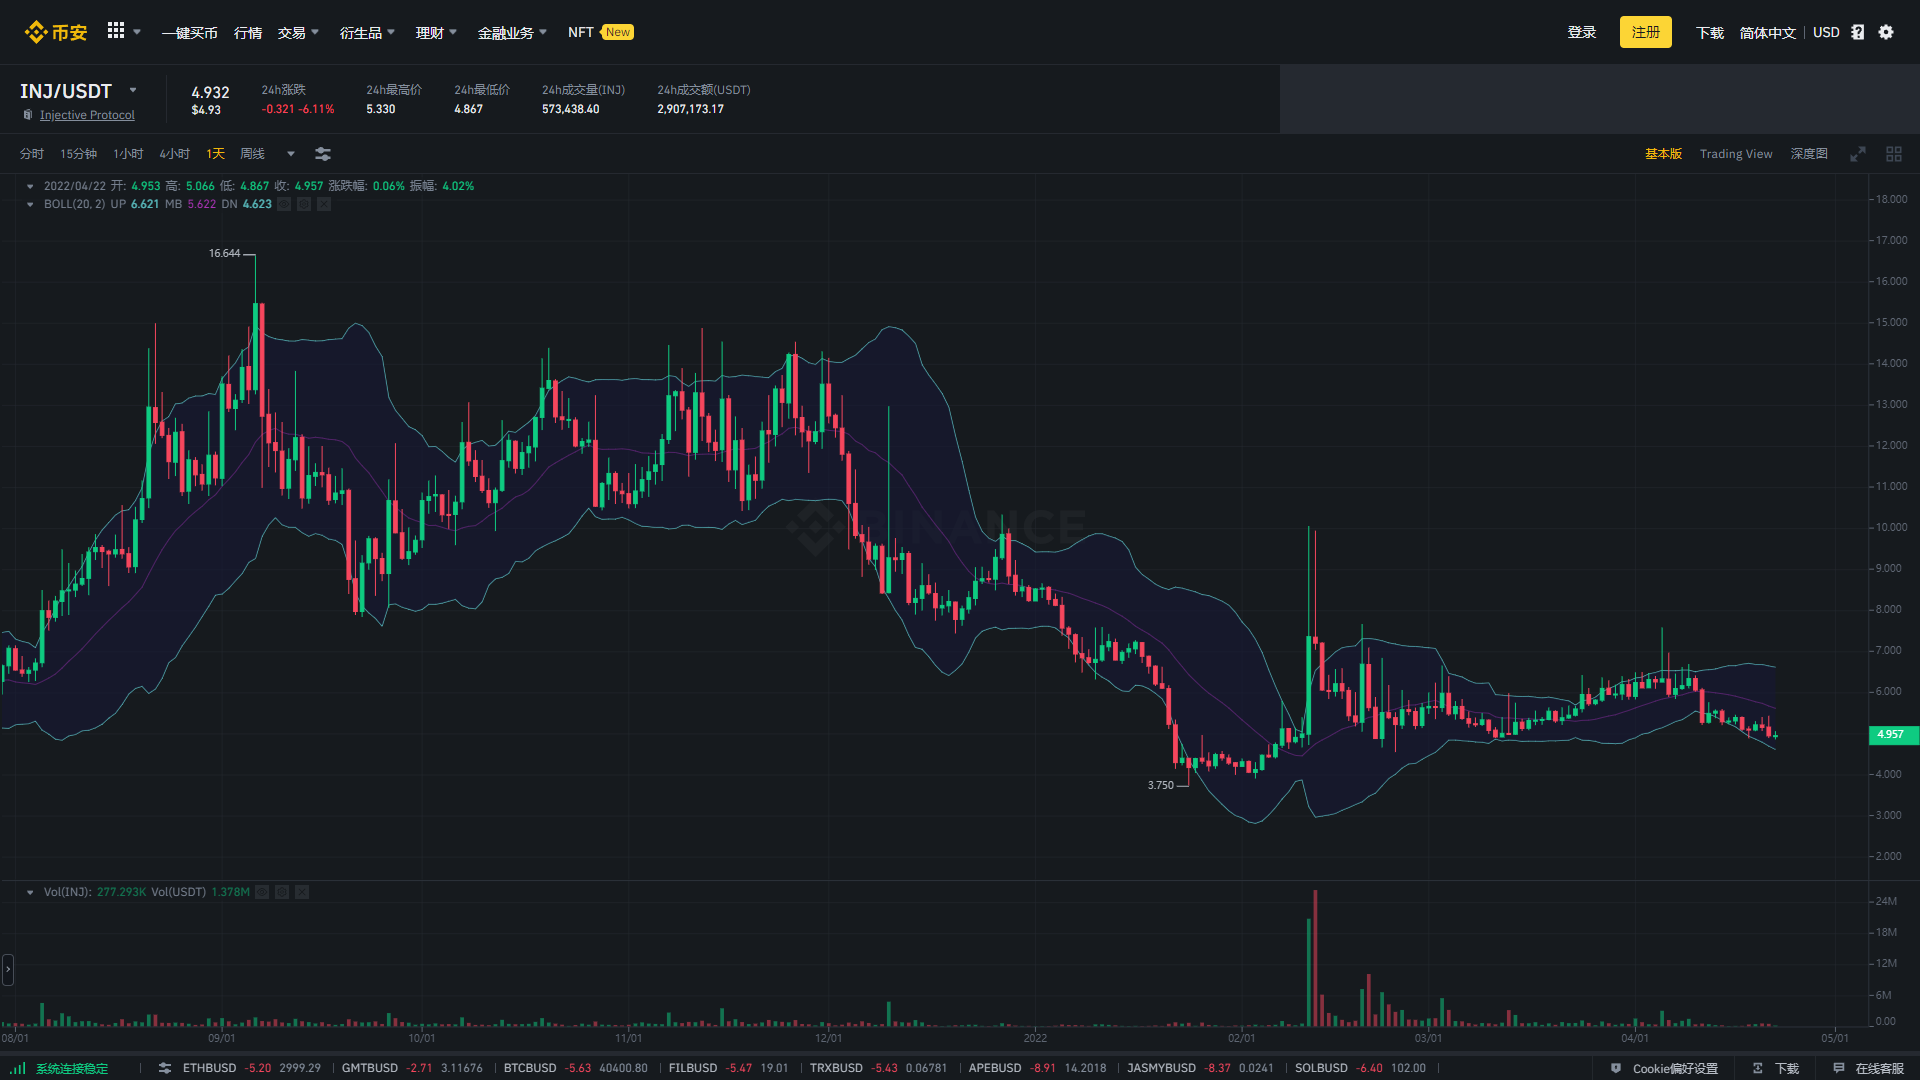 币安 一键买币 行情 交易 衍生品 理财 金融业务 NFT New 登录 注册 下载 简体中文 USD
INJ/USDT
Injective Protocol
4.932
$4.93
24h涨跌
-0.321 -6.11%
24h最高价
5.330
24h最低价
4.867
24h成交量(INJ)
573,438.40
24h成交额(USDT)
2,907,173.17
分时 15分钟 1小时 4小时 1天 周线 基本版 Trading View 深度图
2022/04/22 开: 4.953 高: 5.066 低: 4.867 收: 4.957 涨跌幅: 0.06% 振幅: 4.02%
BOLL(20, 2) UP 6.621 MB 5.622 DN 4.623
18.000
17.000
16.644
16.000
15.000
14.000
13.000
12.000
11.000
10.000
BINANCE
9.000
8.000
7.000
6.000
4.957
4.000
3.750
3.000
2.000
Vol(INJ): 277.293K Vol(USDT) 1.378M
24M
18M
12M
6M
0.00
08/01 09/01 10/01 11/01 12/01 2022 02/01 03/01 04/01 05/01
系统连接稳定 ETHBUSD -5.20 2999.29 GMTBUSD -2.71 3.11676 BTCBUSD -5.63 40400.80 FILBUSD -5.47 19.01 TRXBUSD -5.43 0.06781 APEBUSD -8.91 14.2018 JASMYBUSD -8.37 0.0241 SOLBUSD -6.40 102.00 Cookie偏好设置 下载 在线客服